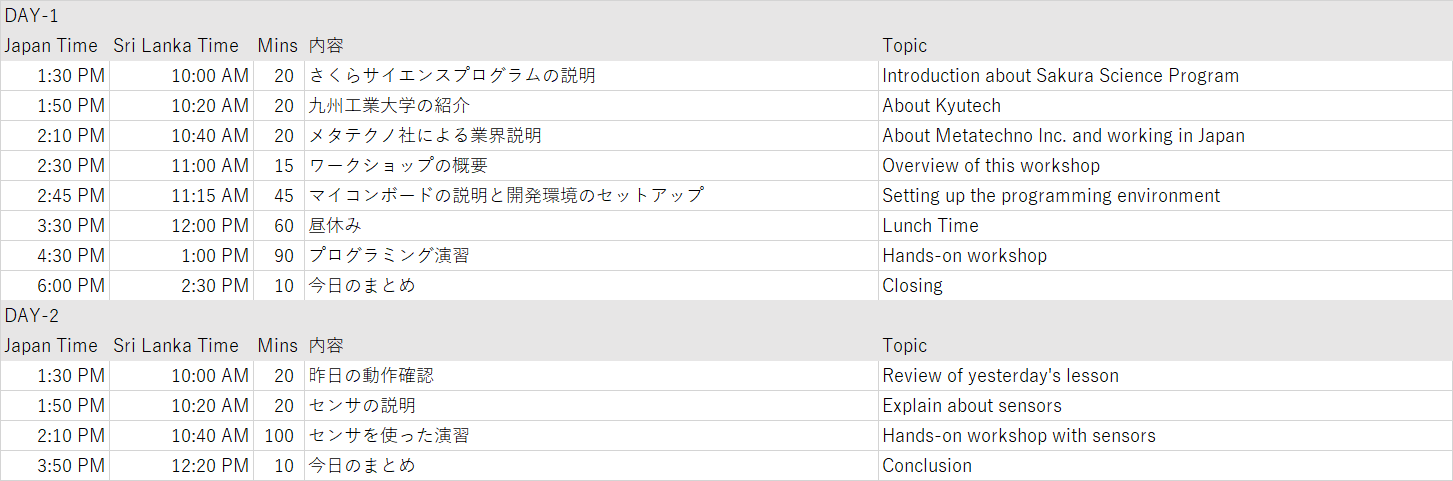 DAY-1
Japan Time Sri Lanka Time Mins 内容 Topic
1:30 PM 10:00 AM 20 さくらサイエンスプログラムの説明 Introduction about Sakura Science Program
1:50 PM 10:20 AM 20 九州工業大学の紹介 About Kyutech
2:10 PM 10:40 AM 20 メタテクノ社による業界説明 About Metatechno Inc. and working in Japan
2:30 PM 11:00 AM 15 ワークショップの概要 Overview of this workshop
2:45 PM 11:15 AM 45 マイコンボードの説明と開発環境のセットアップ Setting up the programming environment
3:30 PM 12:00 PM 60 昼休み Lunch Time
4:30 PM 1:00 PM 90 プログラミング演習 Hands-on workshop
6:00 PM 2:30 PM 10 今日のまとめ Closing
DAY-2
Japan Time Sri Lanka Time Mins 内容 Topic
1:30 PM 10:00 AM 20 昨日の動作確認 Review of yesterday's lesson
1:50 PM 10:20 AM 20 センサの説明 Explain about sensors
2:10 PM 10:40 AM 100 センサを使った演習 Hands-on workshop with sensors
3:50 PM 12:20 PM 10 今日のまとめ Conclusion